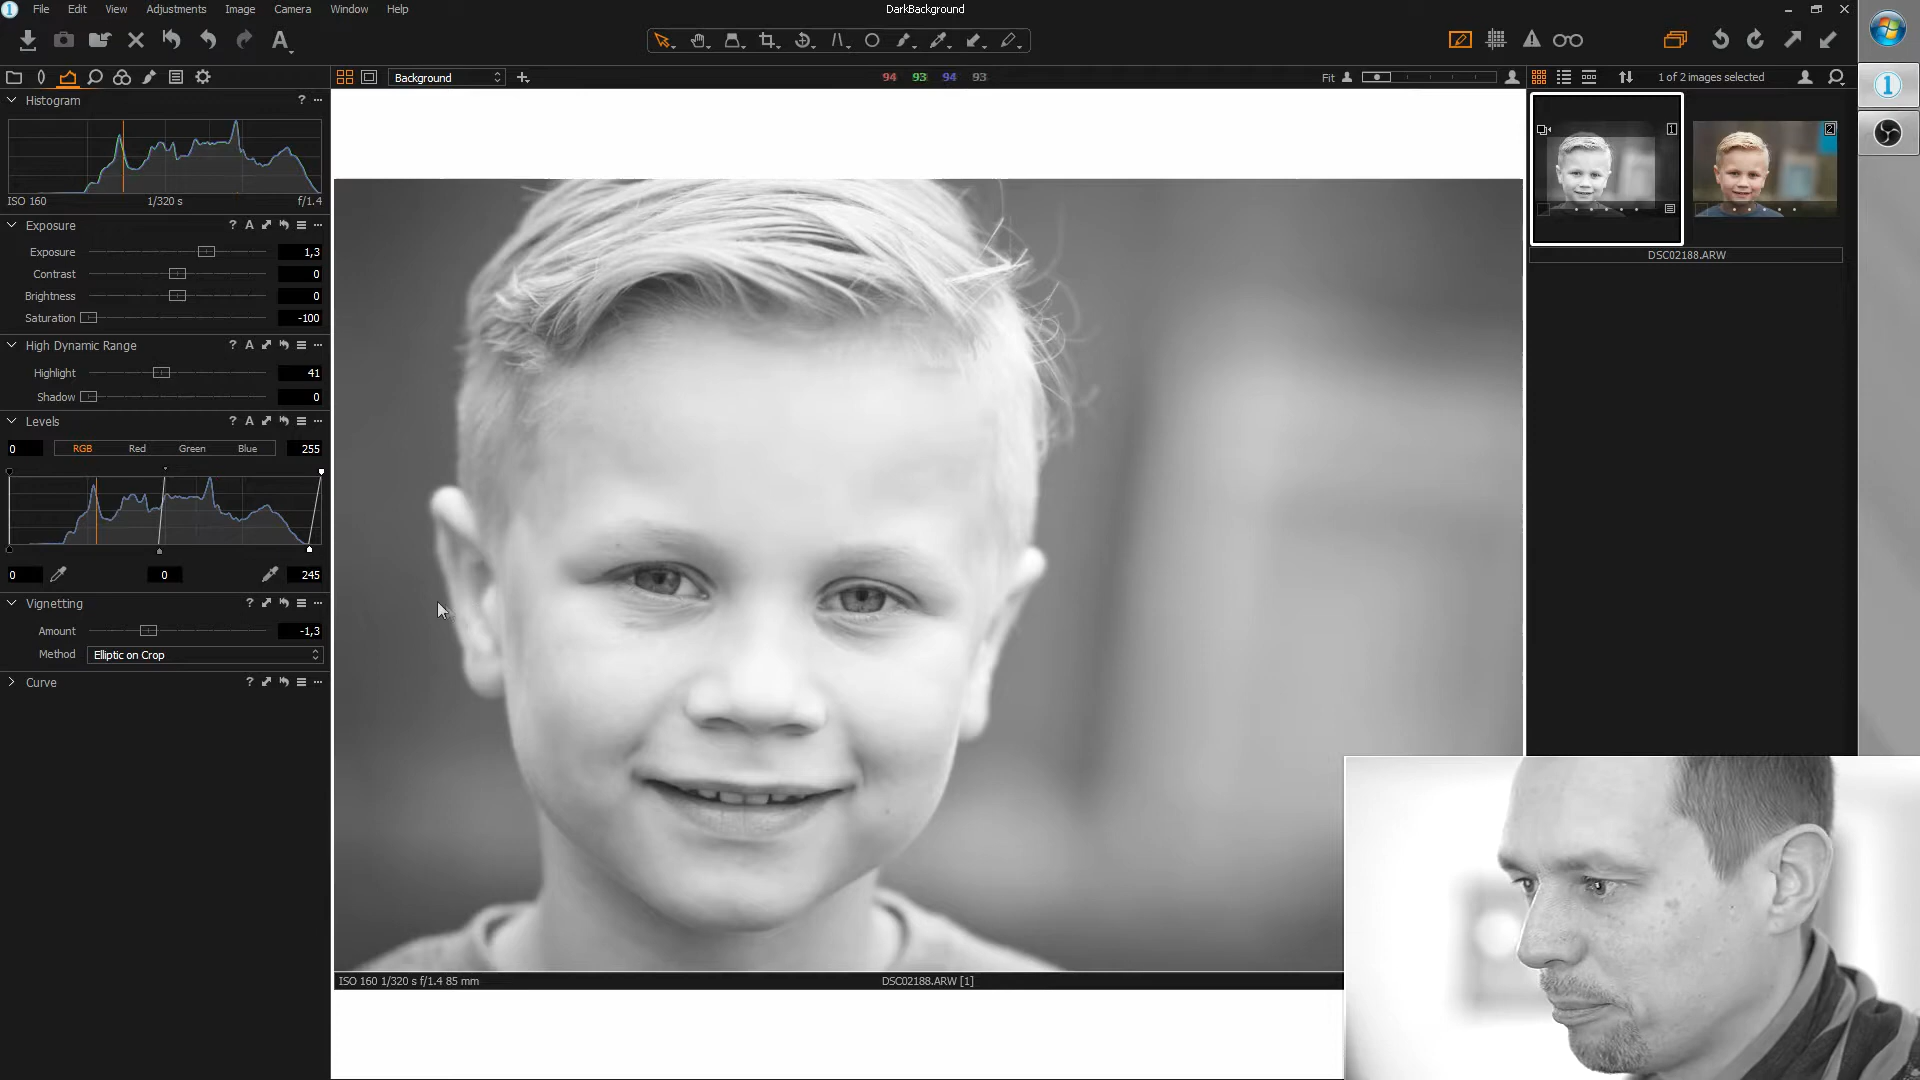 File Edit View Adjustments Image Camera Window Help
DarkBackground
A
Background
94 93 94 93
Fit
1 of 2 images selected
Histogram
?
ISO 160 1/320 s f/1.4
Exposure
? A
Exposure 1,3
Contrast 0
Brightness 0
Saturation -100
High Dynamic Range
? A
Highlight 41
Shadow 0
Levels
? A
0 RGB Red Green Blue 255
0 0 245
Vignetting
?
Amount -1,3
Method Elliptic on Crop
Curve
?
1
2
DSC02188.ARW
ISO 160 1/320 s f/1.4 85 mm
DSC02188.ARW [1]
1
1